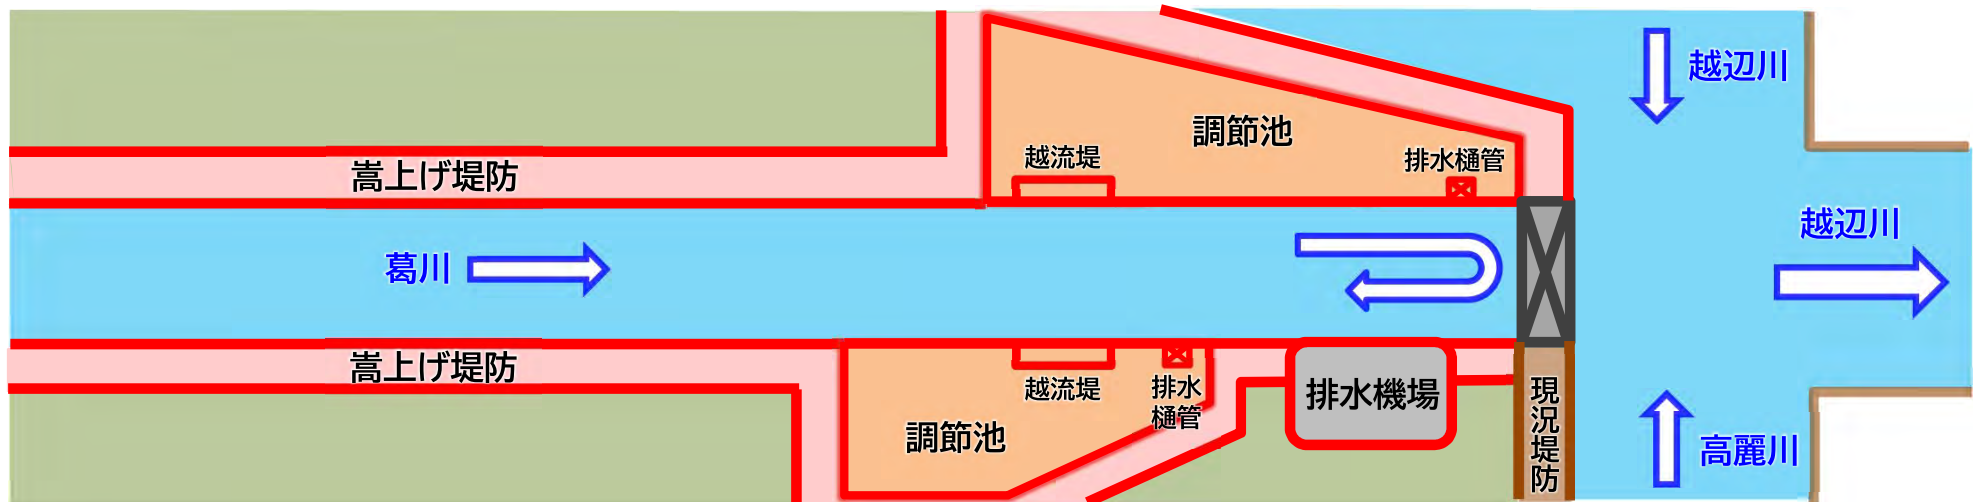 越辺川
調節池
越流堤
排水樋管
嵩上げ堤防
越辺川
葛川
嵩上げ堤防
越流堤
排水
樋管
排水機場
現況堤防
調節池
高麗川